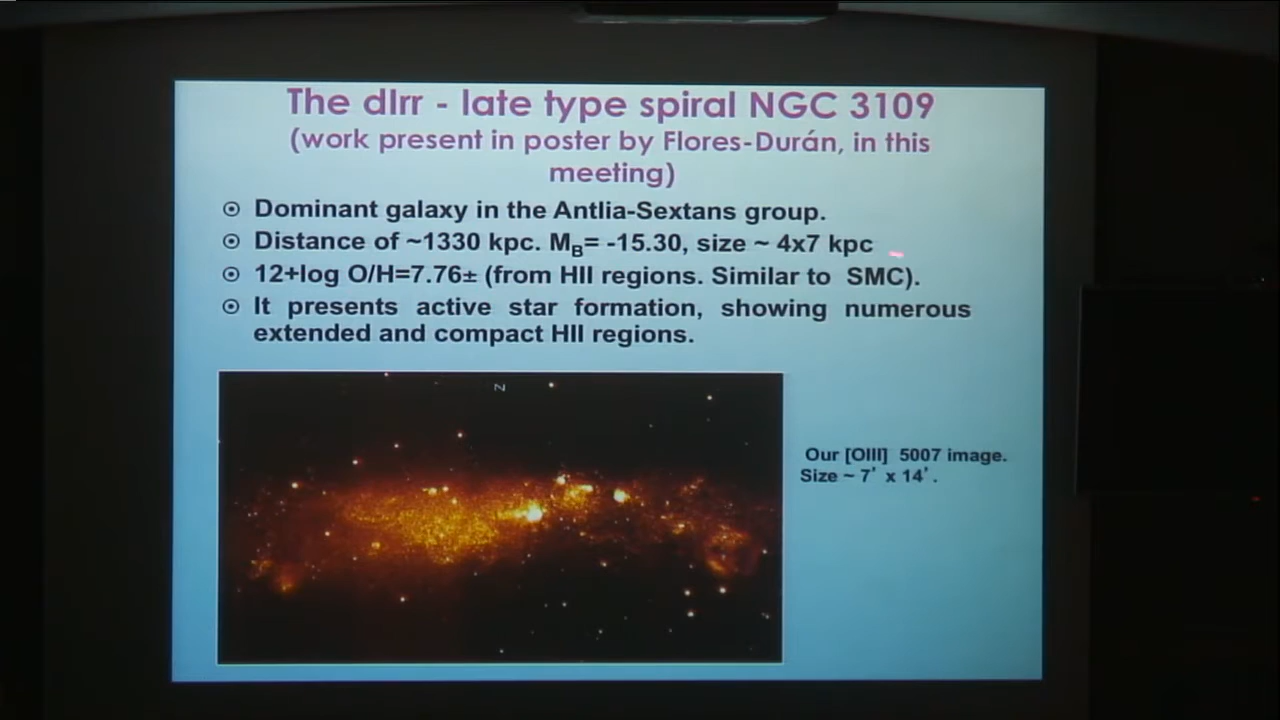 The dIrr - late type spiral NGC 3109
(work present in poster by Flores-Durán, in this
meeting)
Dominant galaxy in the Antlia-Sextans group.
Distance of ~1330 kpc. MB= -15.30, size ~ 4x7 kpc
12+log O/H=7.76± (from HII regions. Similar to SMC).
It presents active star formation, showing numerous
extended and compact HII regions.
N
Our [OIII] 5007 image.
Size ~ 7' x 14'.